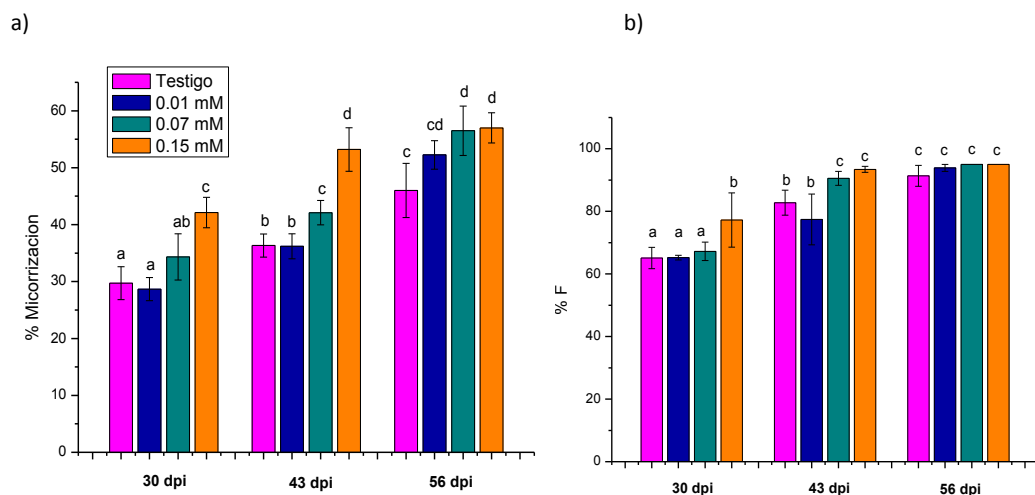 a)
Testigo
0.01 mM
0.07 mM
0.15 mM
% Micorrizacion
60
50
40
30
20
10
0
a a ab c
b b c d
c cd d d
30 dpi 43 dpi 56 dpi
b)
% F
100
80
60
40
20
0
a a a b
b b c c
c c c c
30 dpi 43 dpi 56 dpi